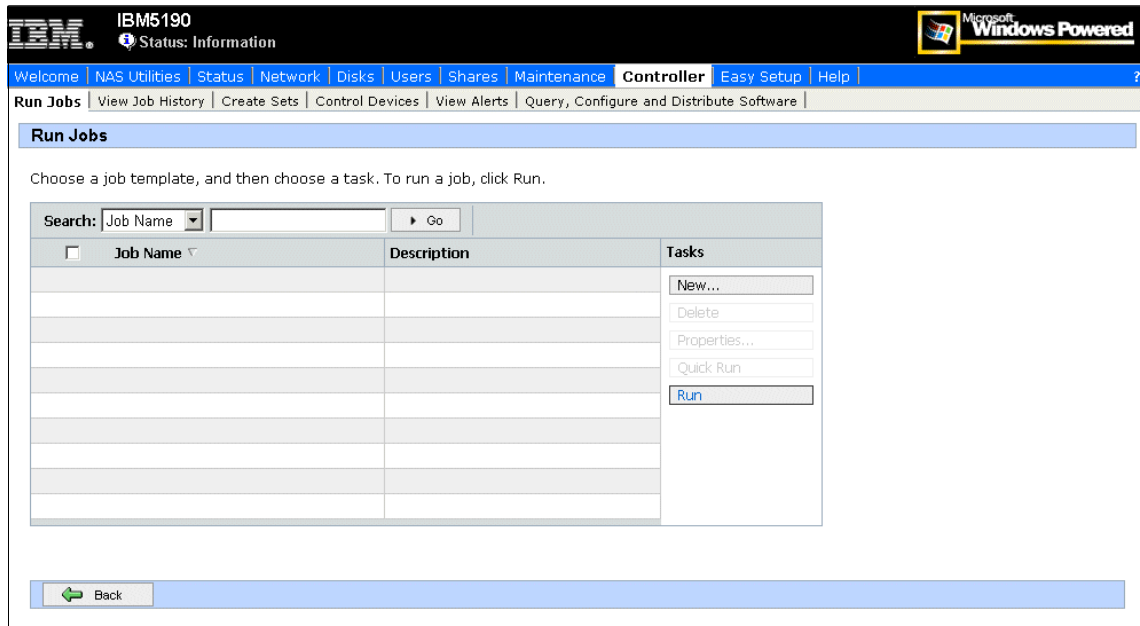 IBM®
IBM5190
Status: Information
Microsoft
Windows Powered
Welcome | NAS Utilities | Status | Network | Disks | Users | Shares | Maintenance | Controller | Easy Setup | Help | ?
Run Jobs | View Job History | Create Sets | Control Devices | View Alerts | Query, Configure and Distribute Software |
Run Jobs
Choose a job template, and then choose a task. To run a job, click Run.
Search: Job Name Go
Job Name Description Tasks
New...
Delete
Properties...
Quick Run
Run
Back